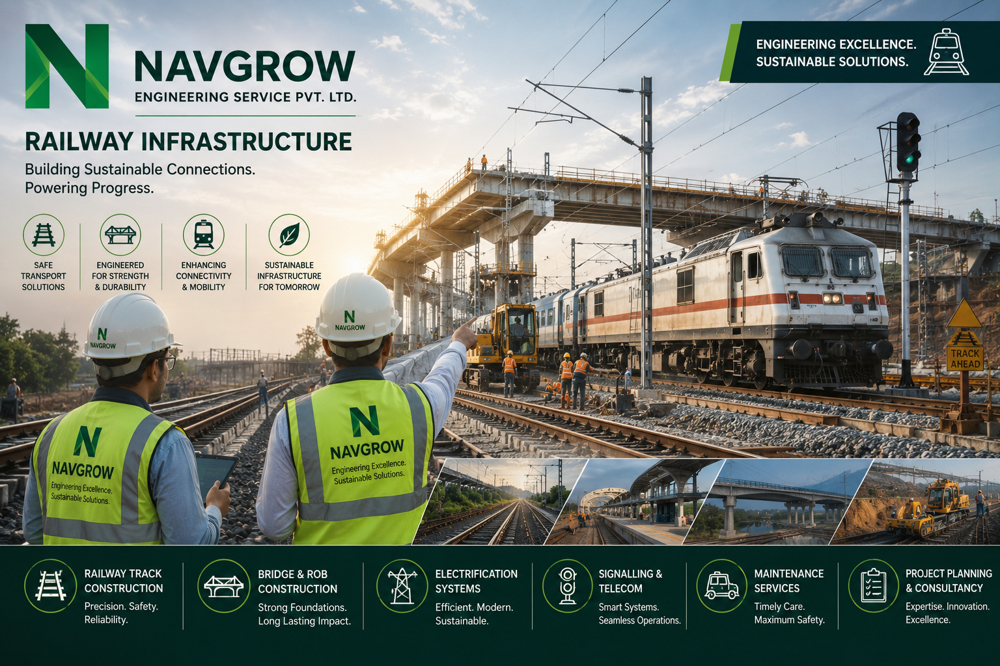 N
NAVGROW
ENGINEERING SERVICE PVT. LTD.
RAILWAY INFRASTRUCTURE
Building Sustainable Connections.
Powering Progress.
SAFE
TRANSPORT
SOLUTIONS
ENGINEERED
FOR STRENGTH
& DURABILITY
ENHANCING
CONNECTIVITY
& MOBILITY
SUSTAINABLE
INFRASTRUCTURE
FOR TOMORROW
ENGINEERING EXCELLENCE.
SUSTAINABLE SOLUTIONS.
N
NAVGROW
N
NAVGROW
N
NAVGROW
Engineering Excellence.
Sustainable Solutions.
N
NAVGROW
Engineering Excellence.
Sustainable Solutions.
TRACK
AHEAD
RAILWAY TRACK
CONSTRUCTION
Precision. Safety.
Reliability.
BRIDGE & ROB
CONSTRUCTION
Strong Foundations.
Long Lasting Impact.
ELECTRIFICATION
SYSTEMS
Efficient. Modern.
Sustainable.
SIGNALLING &
TELECOM
Smart Systems.
Seamless Operations.
MAINTENANCE
SERVICES
Timely Care.
Maximum Safety.
PROJECT PLANNING
& CONSULTANCY
Expertise. Innovation.
Excellence.